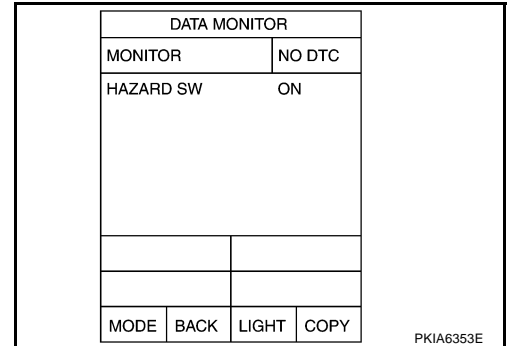 DATA MONITOR
MONITOR NO DTC
HAZARD SW ON
MODE BACK LIGHT COPY
PKIA6353E